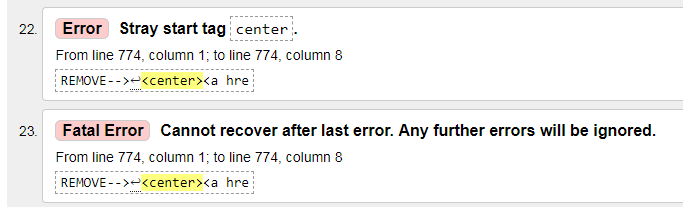 22. Error Stray start tag center.
From line 774, column 1; to line 774, column 8
REMOVE-->↩<center><a hre
23. Fatal Error Cannot recover after last error. Any further errors will be ignored.
From line 774, column 1; to line 774, column 8
REMOVE-->↩<center><a hre